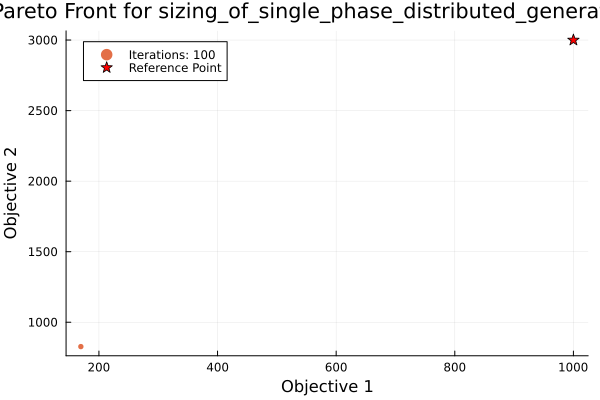 Pareto Front for sizing_of_single_phase_distributed_genera
Iterations: 100
Reference Point
3000
2500
2000
1500
1000
Objective 2
200
400
600
800
1000
Objective 1